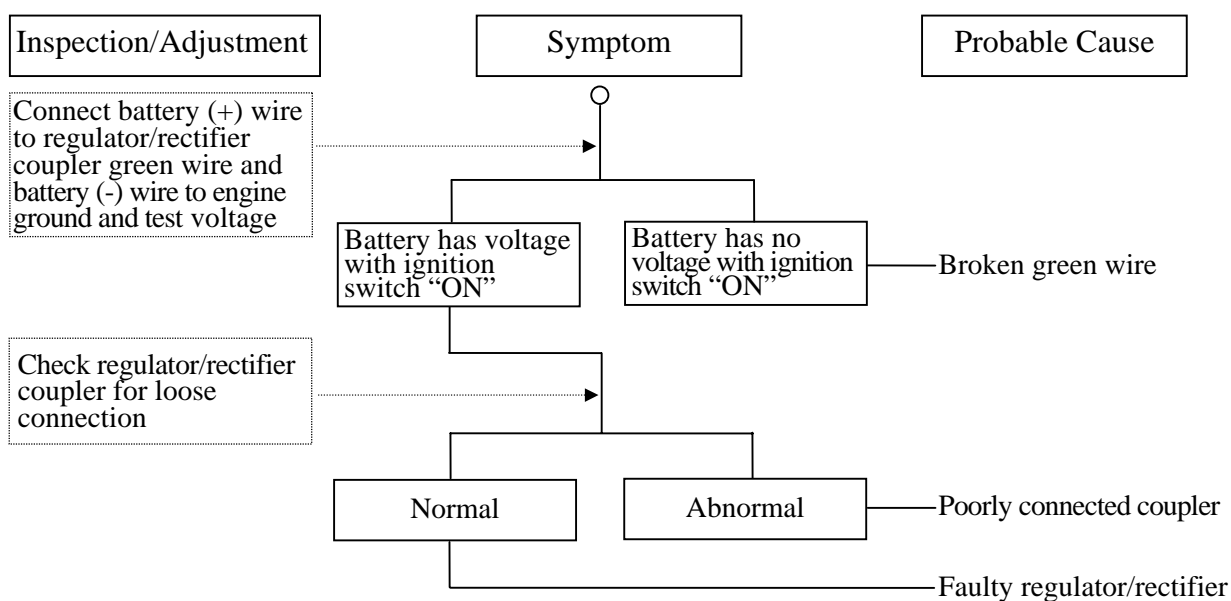 Inspection/Adjustment
Symptom
Probable Cause
Connect battery (+) wire
to regulator/rectifier
coupler green wire and
battery (-) wire to engine
ground and test voltage
Battery has voltage
with ignition
switch “ON”
Battery has no
voltage with ignition
switch “ON”
Broken green wire
Check regulator/rectifier
coupler for loose
connection
Normal
Abnormal
Poorly connected coupler
Faulty regulator/rectifier